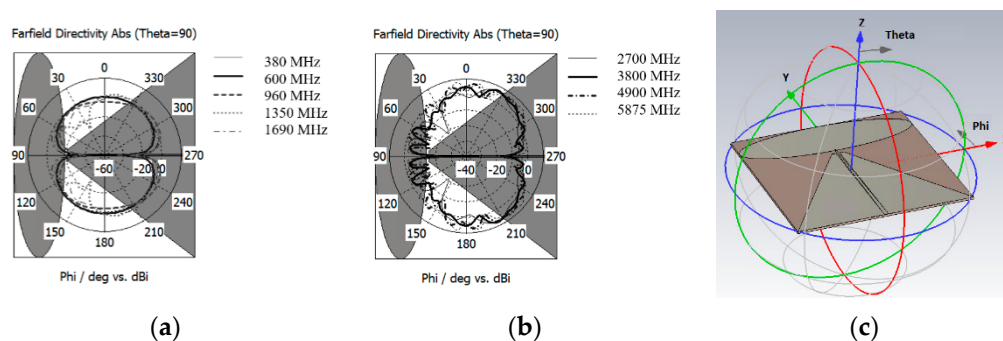 Farfield Directivity Abs (Theta=90)
0
30
330
60
300
90
270
-60
-20
0
120
240
150
210
180
Phi / deg vs. dBi
380 MHz
600 MHz
960 MHz
1350 MHz
1690 MHz
(a)
Farfield Directivity Abs (Theta=90)
0
30
330
60
300
90
270
-40
-20
0
120
240
150
210
180
Phi / deg vs. dBi
2700 MHz
3800 MHz
4900 MHz
5875 MHz
(b)
Z
Theta
Y
Phi
(c)